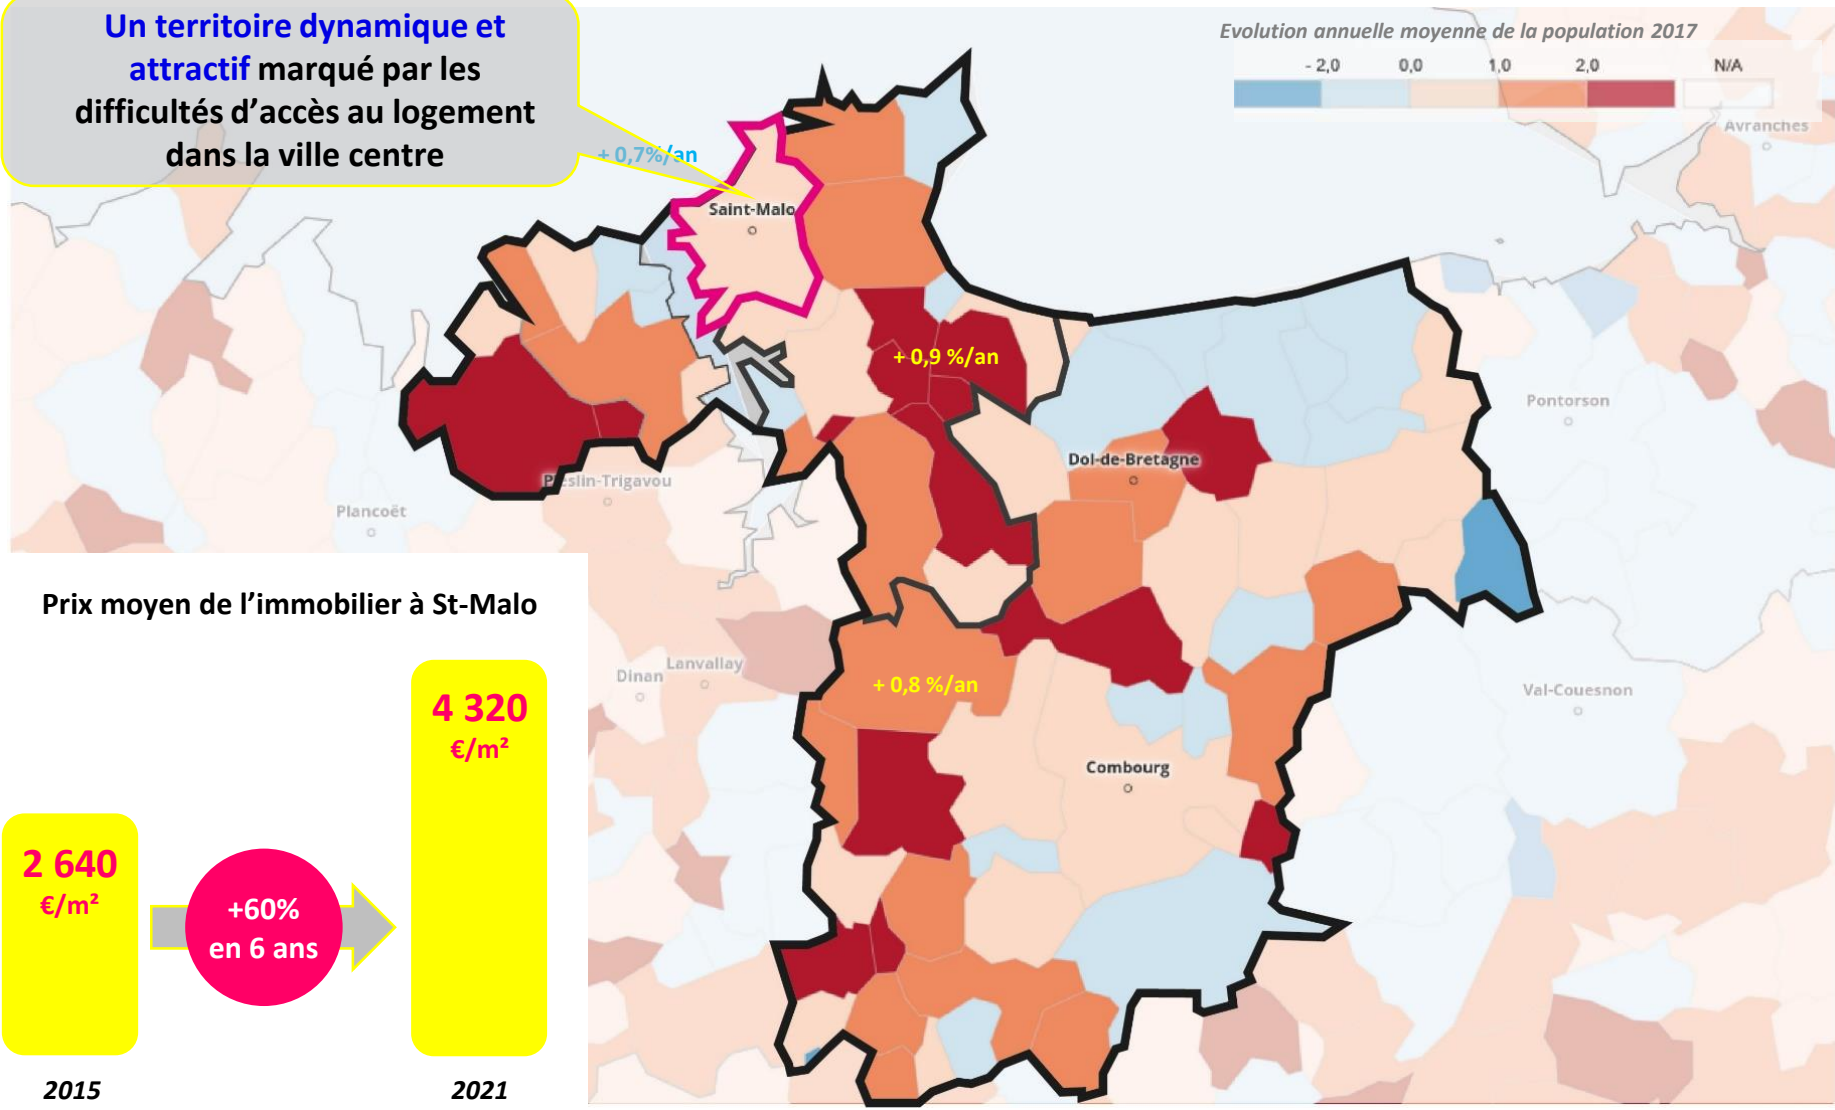 Un territoire dynamique et
attractif marqué par les
difficultés d’accès au logement
dans la ville centre
Evolution annuelle moyenne de la population 2017
- 2,0 0,0 1,0 2,0 N/A
Avranches
+ 0,7%/an
Saint-Malo
+ 0,9 %/an
Pontorson
Dol-de-Bretagne
Pleslin-Trigavou
Plancoët
Prix moyen de l’immobilier à St-Malo
Lanvallay
Dinan
+ 0,8 %/an
Val-Couesnon
4 320
€/m²
Combourg
2 640
€/m²
+60%
en 6 ans
2015
2021